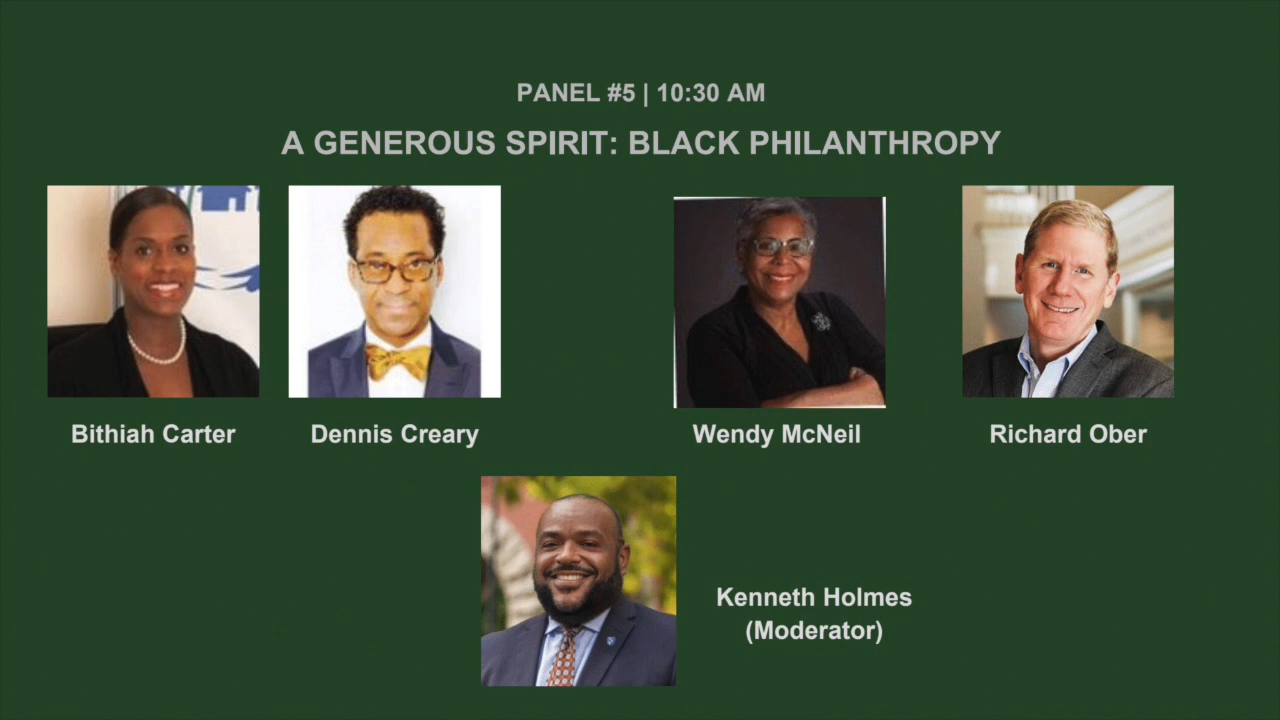 PANEL #5 | 10:30 AM
A GENEROUS SPIRIT: BLACK PHILANTHROPY
Bithiah Carter
Dennis Creary
Wendy McNeil
Richard Ober
Kenneth Holmes
(Moderator)